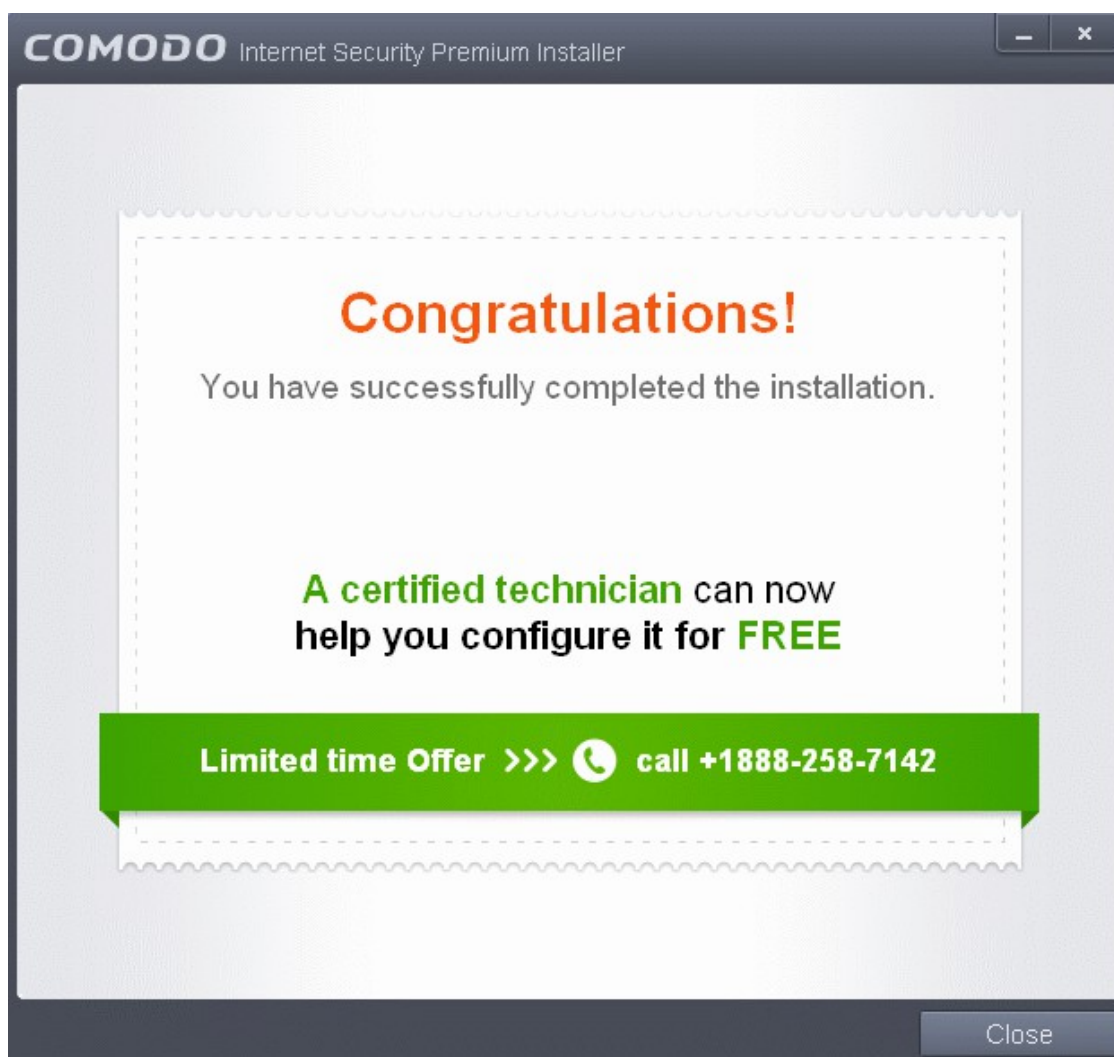 COMODO Internet Security Premium Installer
Congratulations!
You have successfully completed the installation.
A certified technician can now
help you configure it for FREE
Limited time Offer >>> call +1888-258-7142
Close